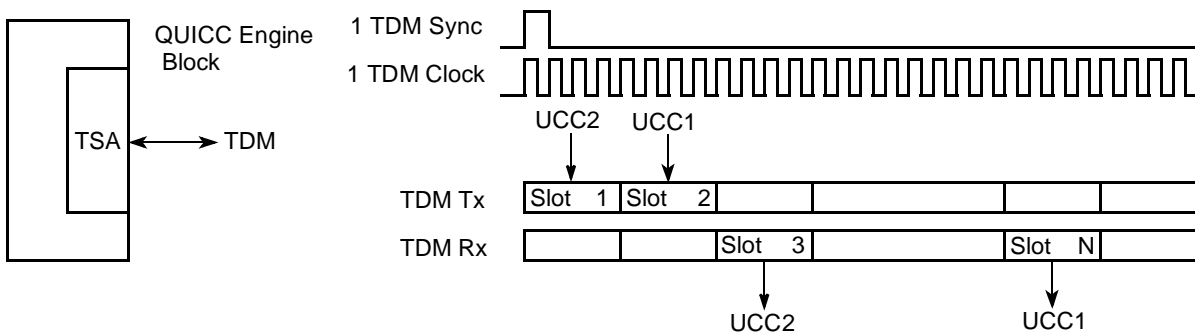 QUICC Engine
Block
TSA
TDM
1 TDM Sync
1 TDM Clock
UCC2 UCC1
TDM Tx Slot 1 Slot 2
TDM Rx Slot 3 Slot N
UCC2 UCC1